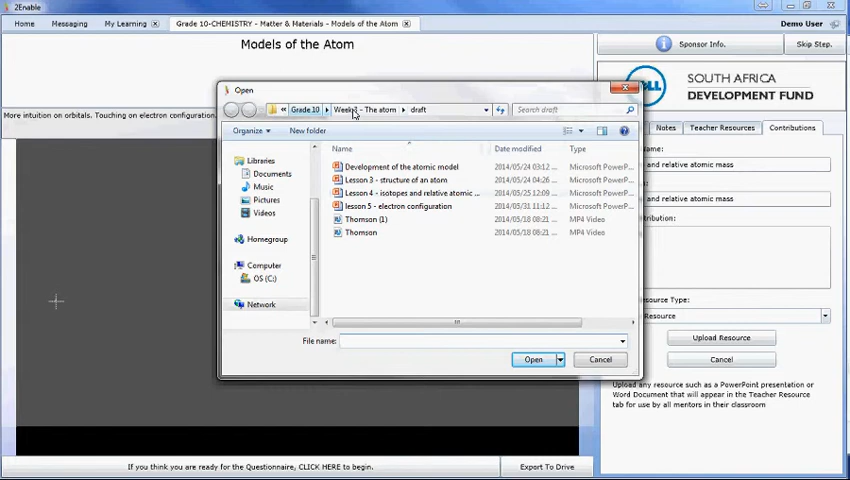 2Enable
Home
Messaging
My Learning
Grade 10-CHEMISTRY - Matter & Materials - Models of the Atom
Demo User
Models of the Atom
Sponsor Info.
Skip Step.
SOUTH AFRICA
DEVELOPMENT FUND
More intuition on orbitals. Touching on electron configuration.
Notes
Teacher Resources
Contributions
Open
Grade 10
Week 3 - The atom
draft
Search draft
Organize
New folder
Name
Date modified
Type
Libraries
Documents
Music
Pictures
Videos
Homegroup
Computer
OS (C:)
Network
Development of the atomic model
2014/05/24 03:12 ...
Microsoft PowerP...
Lesson 3 - structure of an atom
2014/05/24 04:26 ...
Microsoft PowerP...
Lesson 4 - isotopes and relative atomic ...
2014/05/25 12:09 ...
Microsoft PowerP...
lesson 5 - electron configuration
2014/05/31 11:12 ...
Microsoft PowerP...
Thomson (1)
2014/05/18 08:21 ...
MP4 Video
Thomson
2014/05/18 08:21 ...
MP4 Video
File name:
Open
Cancel
ame:
and relative atomic mass
and relative atomic mass
ntribution:
esource Type:
Resource
Upload Resource
Cancel
Upload any resource such as a PowerPoint presentation or
Word Document that will appear in the Teacher Resource
tab for use by all mentors in their classroom
If you think you are ready for the Questionnaire, CLICK HERE to begin.
Export To Drive